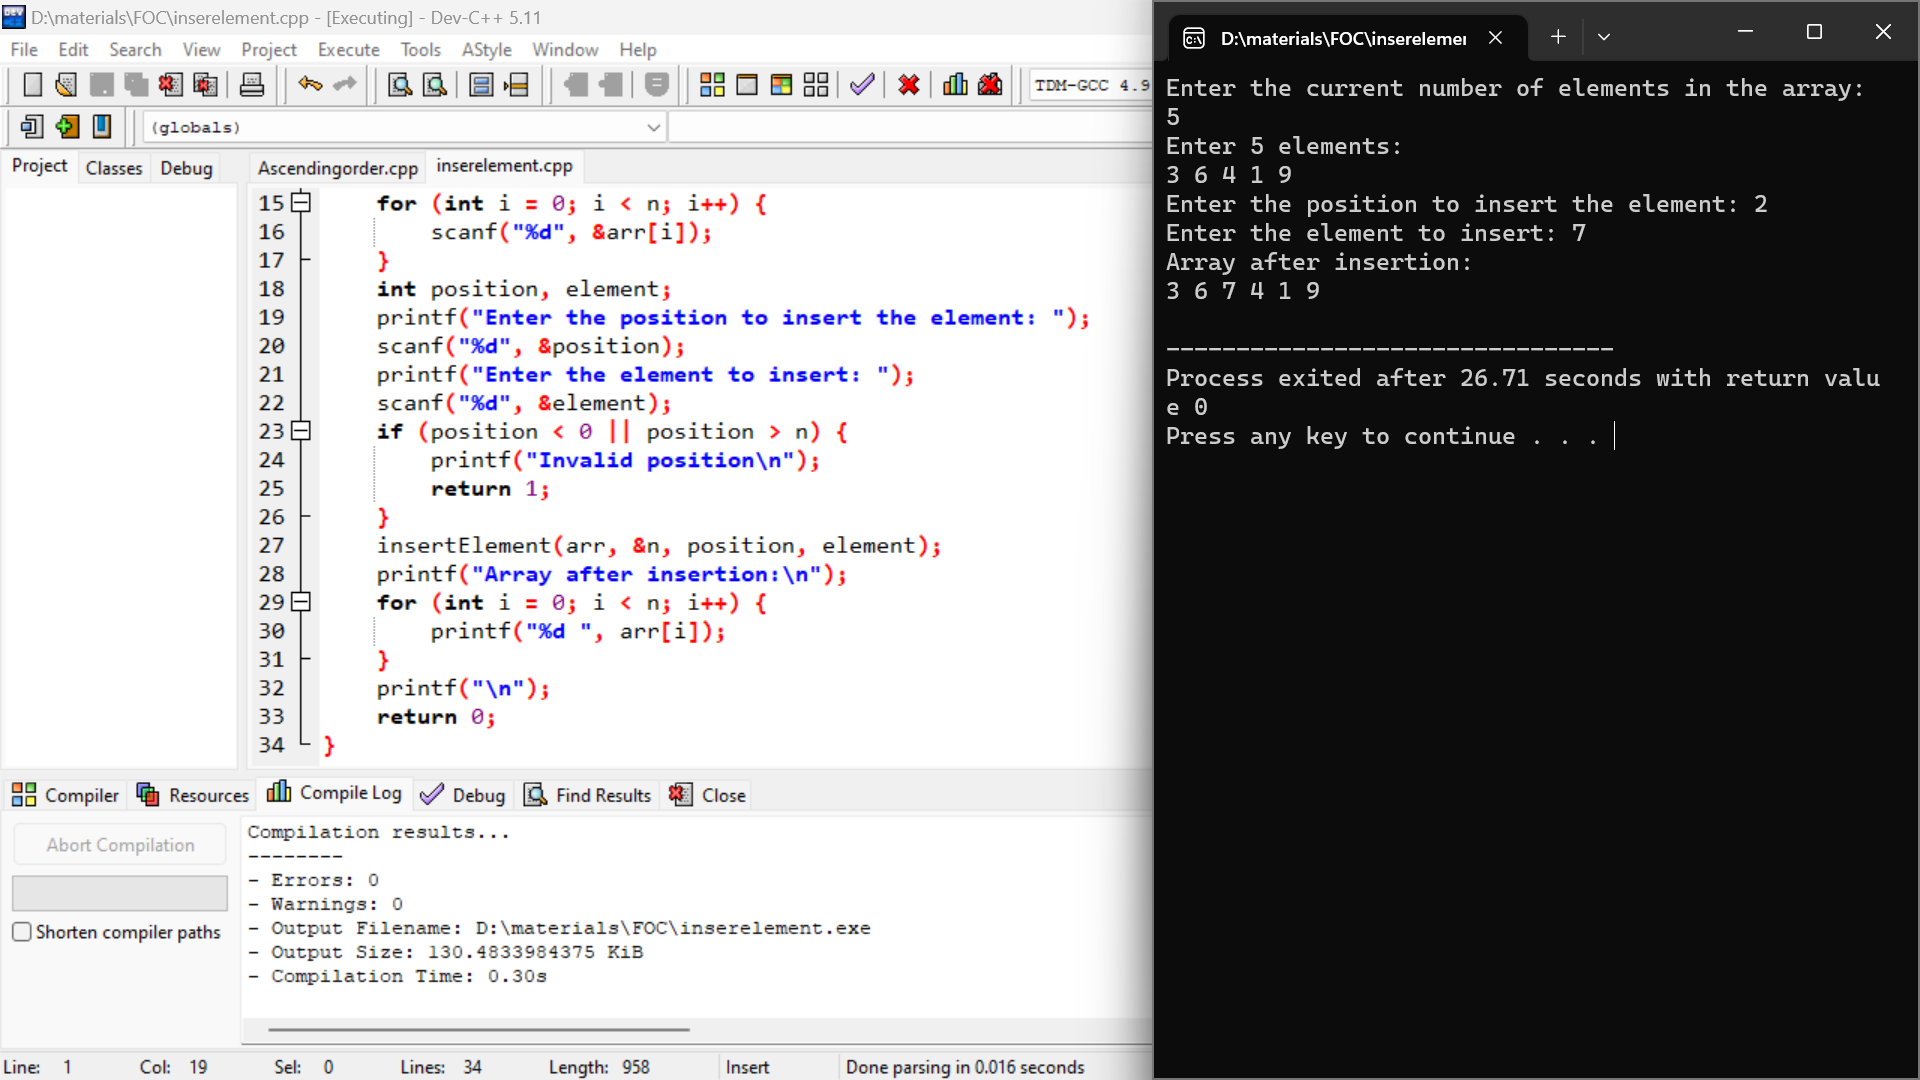 D:\materials\FOC\inserelement.cpp - [Executing] - Dev-C++ 5.11
File Edit Search View Project Execute Tools AStyle Window Help
TDM-GCC 4.9
(globals)
Project Classes Debug
Ascendingorder.cpp inserelement.cpp
15 for (int i = 0; i < n; i++) {
16 scanf("%d", &arr[i]);
17 }
18 int position, element;
19 printf("Enter the position to insert the element: ");
20 scanf("%d", &position);
21 printf("Enter the element to insert: ");
22 scanf("%d", &element);
23 if (position < 0 || position > n) {
24 printf("Invalid position\n");
25 return 1;
26 }
27 insertElement(arr, &n, position, element);
28 printf("Array after insertion:\n");
29 for (int i = 0; i < n; i++) {
30 printf("%d ", arr[i]);
31 }
32 printf("\n");
33 return 0;
34 }
Compiler Resources Compile Log Debug Find Results Close
Abort Compilation
Shorten compiler paths
Compilation results...
--------
- Errors: 0
- Warnings: 0
- Output Filename: D:\materials\FOC\inserelement.exe
- Output Size: 130.4833984375 KiB
- Compilation Time: 0.30s
Line: 1 Col: 19 Sel: 0 Lines: 34 Length: 958 Insert Done parsing in 0.016 seconds
D:\materials\FOC\inserelemer
Enter the current number of elements in the array:
5
Enter 5 elements:
3 6 4 1 9
Enter the position to insert the element: 2
Enter the element to insert: 7
Array after insertion:
3 6 7 4 1 9
--------------------------------
Process exited after 26.71 seconds with return valu
e 0
Press any key to continue . . .